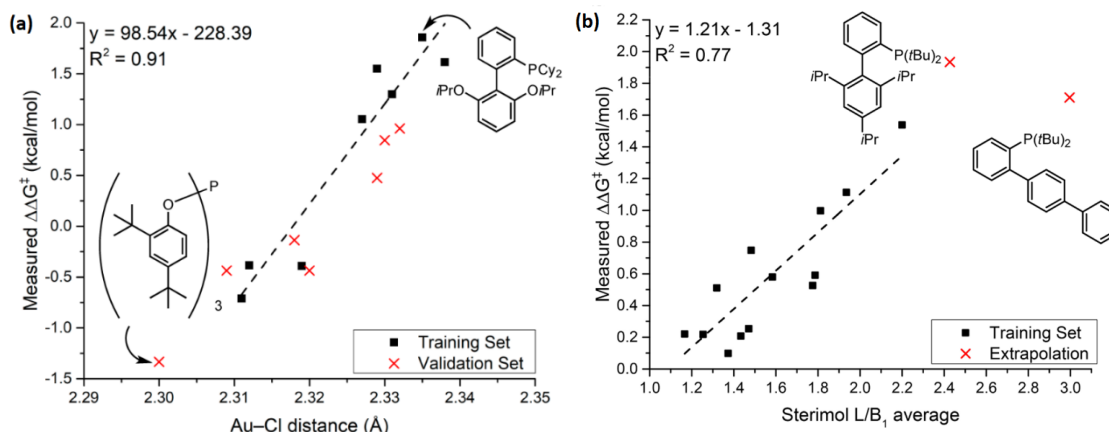 (a)
y = 98.54x - 228.39
R² = 0.91
Measured ΔΔG‡ (kcal/mol)
2.0
1.5
1.0
0.5
0.0
-0.5
-1.0
-1.5
2.29
2.30
2.31
2.32
2.33
2.34
2.35
Au–Cl distance (Å)
PCy₂
OiPr
iPrO
P
O
3
Training Set
Validation Set
(b)
y = 1.21x - 1.31
R² = 0.77
Measured ΔΔG‡ (kcal/mol)
2.2
2.0
1.8
1.6
1.4
1.2
1.0
0.8
0.6
0.4
0.2
0.0
1.0
1.2
1.4
1.6
1.8
2.0
2.2
2.4
2.6
2.8
3.0
Sterimol L/B₁ average
P(tBu)₂
iPr
iPr
iPr
P(tBu)₂
Training Set
Extrapolation